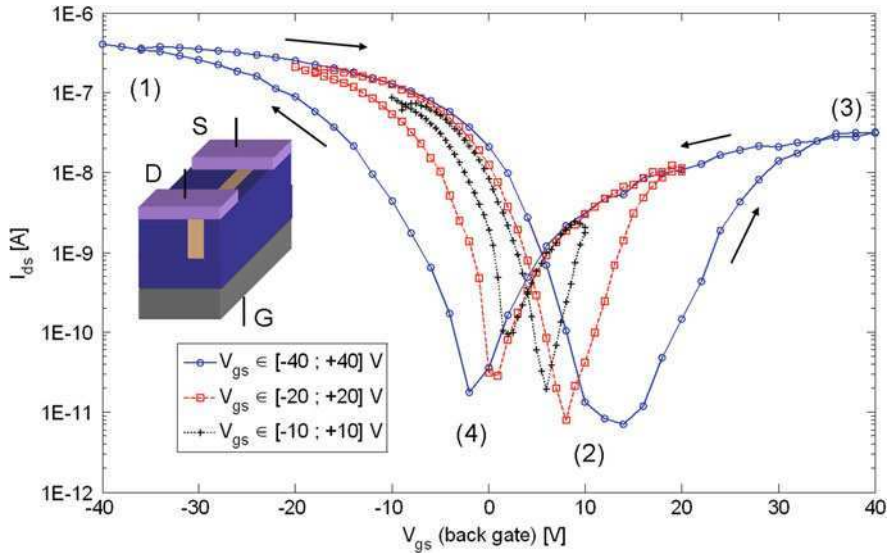 1E-6
1E-7
1E-8
1E-9
1E-10
1E-11
1E-12
I_ds [A]
(1)
(3)
S
D
G
V_gs ∈ [-40 ; +40] V
V_gs ∈ [-20 ; +20] V
V_gs ∈ [-10 ; +10] V
(4)
(2)
-40 -30 -20 -10 0 10 20 30 40
V_gs (back gate) [V]